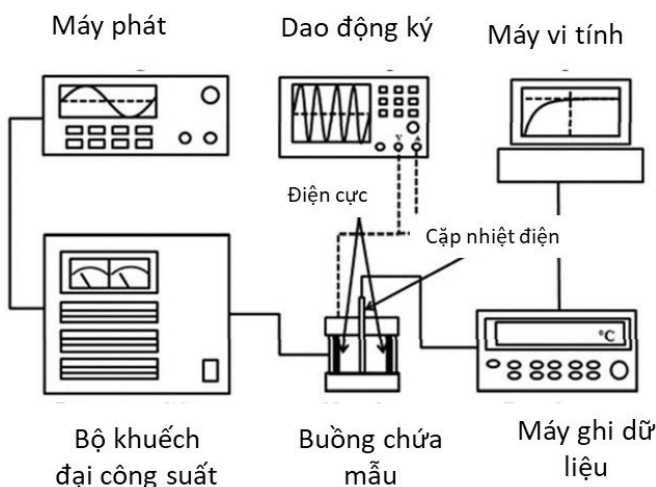 Máy phát
Dao động ký
Máy vi tính
V
A
Điện cực
Cặp nhiệt điện
°C
Bộ khuếch
đại công suất
Buồng chứa
mẫu
Máy ghi dữ
liệu